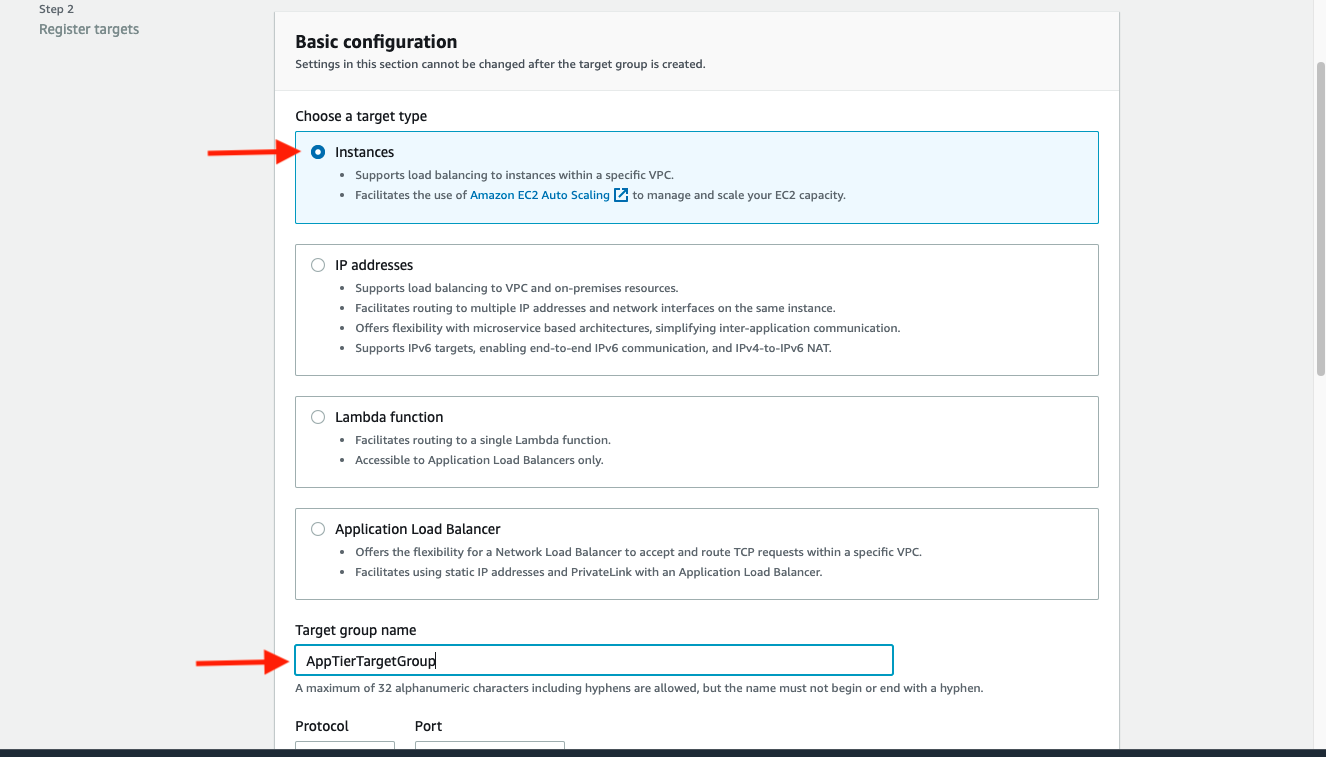 Step 2
Register targets
Basic configuration
Settings in this section cannot be changed after the target group is created.
Choose a target type
Instances
• Supports load balancing to instances within a specific VPC.
• Facilitates the use of Amazon EC2 Auto Scaling to manage and scale your EC2 capacity.
IP addresses
• Supports load balancing to VPC and on-premises resources.
• Facilitates routing to multiple IP addresses and network interfaces on the same instance.
• Offers flexibility with microservice based architectures, simplifying inter-application communication.
• Supports IPv6 targets, enabling end-to-end IPv6 communication, and IPv4-to-IPv6 NAT.
Lambda function
• Facilitates routing to a single Lambda function.
• Accessible to Application Load Balancers only.
Application Load Balancer
• Offers the flexibility for a Network Load Balancer to accept and route TCP requests within a specific VPC.
• Facilitates using static IP addresses and PrivateLink with an Application Load Balancer.
Target group name
AppTierTargetGroup
A maximum of 32 alphanumeric characters including hyphens are allowed, but the name must not begin or end with a hyphen.
Protocol Port